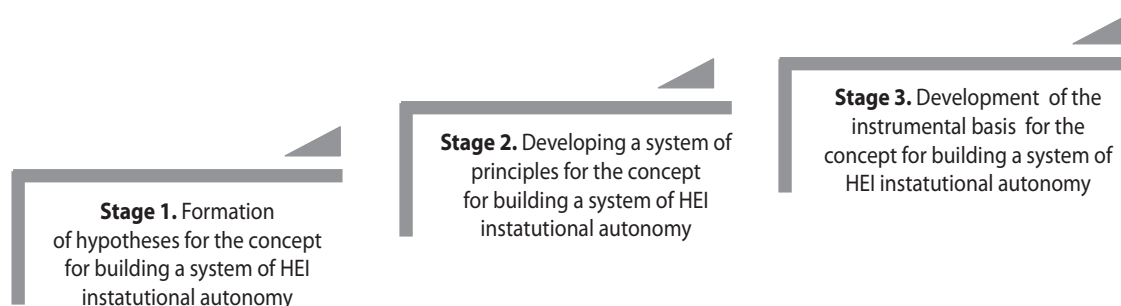 Stage 1. Formation
of hypotheses for the concept
for building a system of HEI
instatutional autonomy
Stage 2. Developing a system of
principles for the concept
for building a system of HEI
instatutional autonomy
Stage 3. Development of the
instrumental basis for the
concept for building a system of
HEI instatutional autonomy